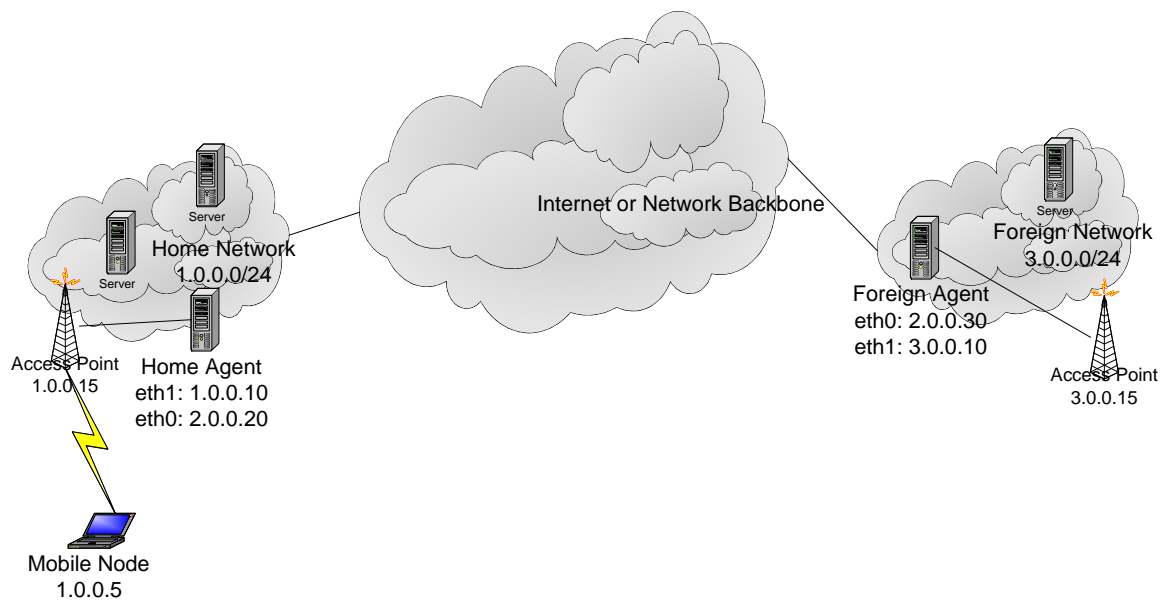 Server
Server
Home Network
1.0.0.0/24
Access Point
1.0.0.15
Home Agent
eth1: 1.0.0.10
eth0: 2.0.0.20
Mobile Node
1.0.0.5
Internet or Network Backbone
Server
Foreign Network
3.0.0.0/24
Foreign Agent
eth0: 2.0.0.30
eth1: 3.0.0.10
Access Point
3.0.0.15